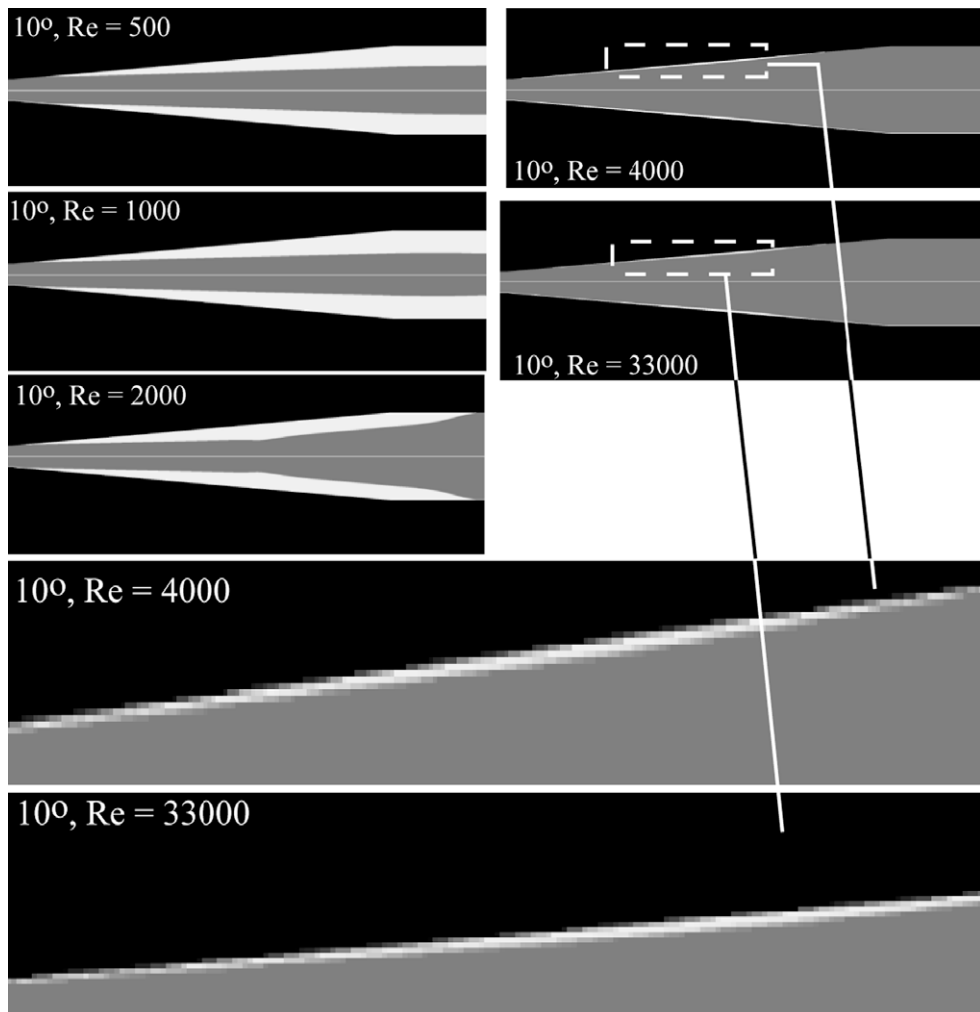 10º, Re = 500
10º, Re = 1000
10º, Re = 2000
10º, Re = 4000
10º, Re = 33000
10º, Re = 4000
10º, Re = 33000